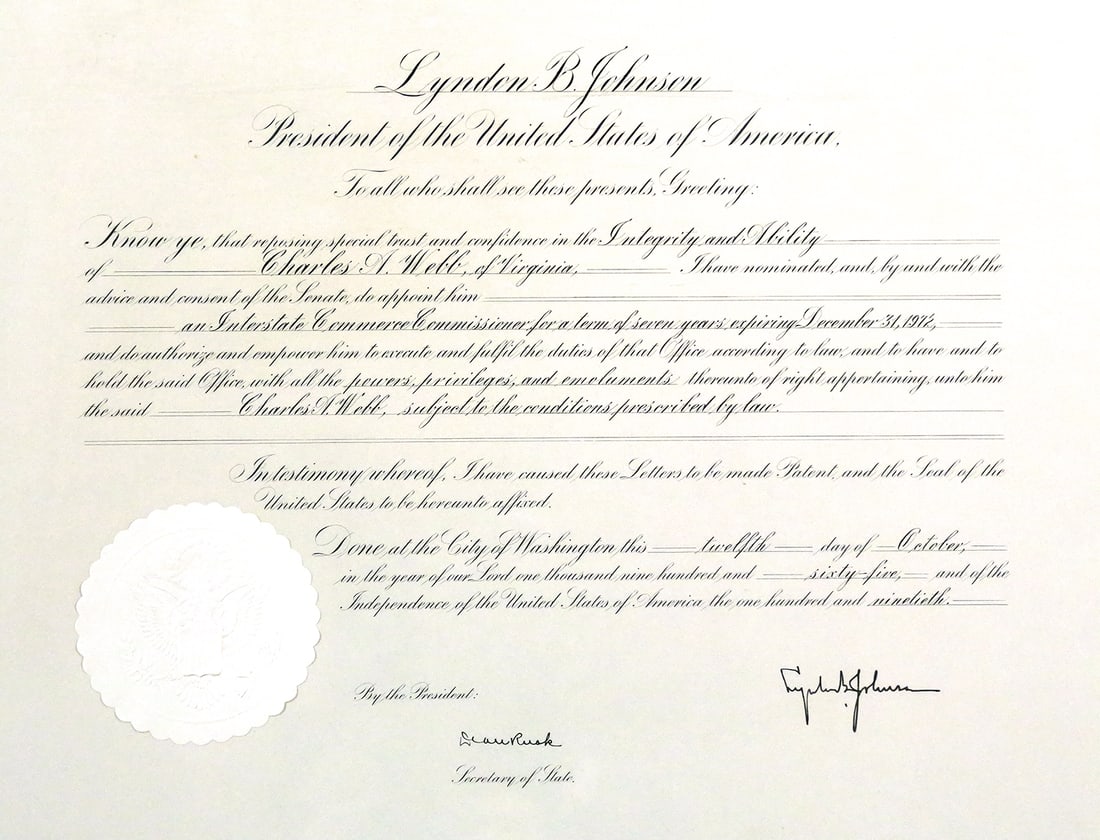 Lyndon B. Johnson
President of the United States of America.
To all who shall see these presents, Greeting:
Know ye, that reposing special trust and confidence in the Integrity and Ability
of Charles A. Webb, of Virginia, I have nominated, and, by and with the
advice and consent of the Senate, do appoint him
an Interstate Commerce Commissioner for a term of seven years expiring December 31, 1972,
and do authorize and empower him to execute and fulfil the duties of that Office according to law, and to have and to
hold the said Office, with all the powers, privileges, and emoluments thereunto of right appertaining, unto him
the said Charles A. Webb, subject to the conditions prescribed by law.
In testimony whereof, I have caused these Letters to be made Patent, and the Seal of the
United States to be hereunto affixed.
Done at the City of Washington this twelfth day of October,
in the year of our Lord one thousand nine hundred and sixty-five, and of the
Independence of the United States of America the one hundred and ninetieth.
Lyndon B. Johnson
By the President:
Dean Rusk
Secretary of State.